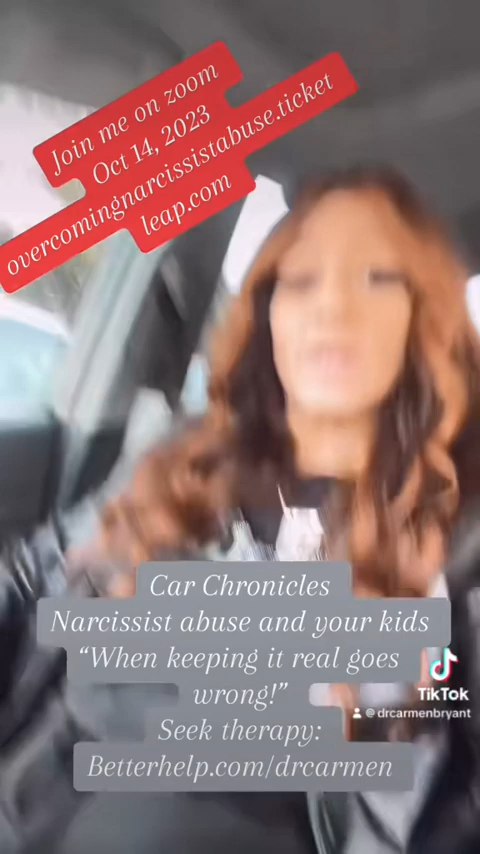 Join me on zoom
Oct 14, 2023
overcomingnarcissistabuse.ticket
leap.com
Car Chronicles
Narcissist abuse and your kids
“When keeping it real goes
wrong!”
Seek therapy:
Betterhelp.com/drcarmen
TikTok
@drcarmenbryant